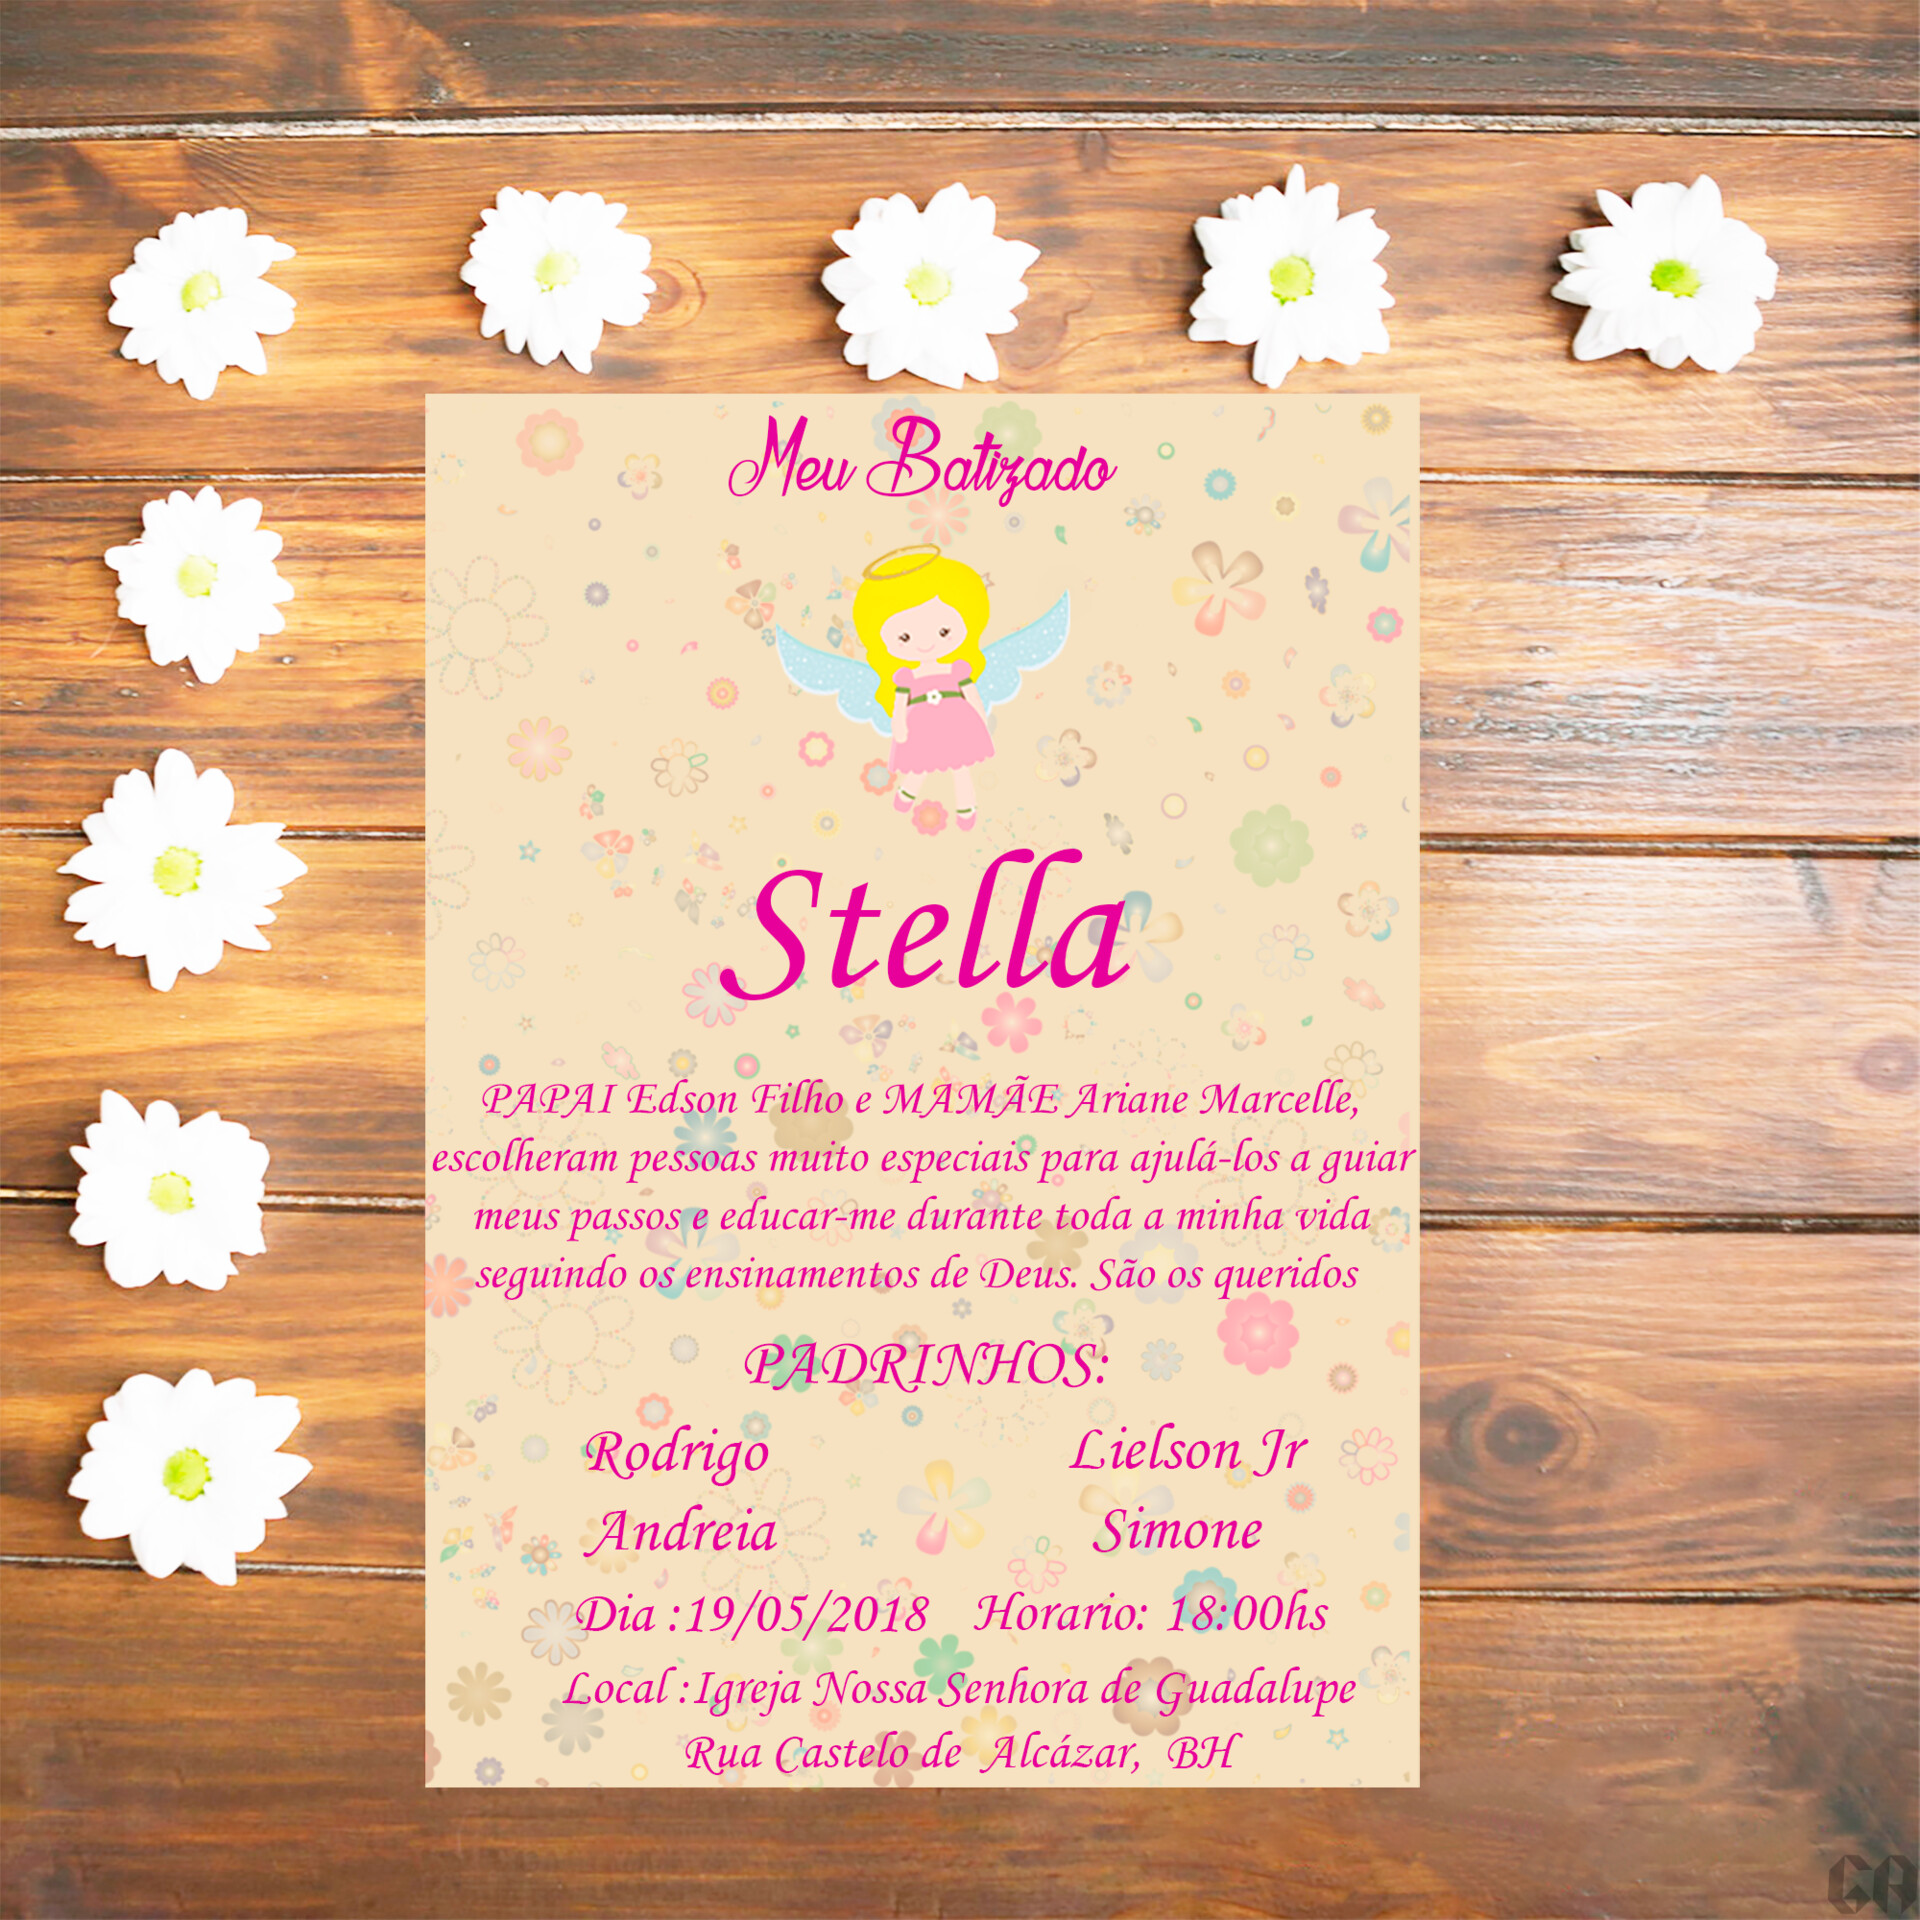 Meu Batizado
Stella
PAPAI Edson Filho e MAMÃE Ariane Marcelle,
escolheram pessoas muito especiais para ajulá-los a guiar
meus passos e educar-me durante toda a minha vida
seguindo os ensinamentos de Deus. São os queridos
PADRINHOS:
Rodrigo Lielson Jr
Andreia Simone
Dia :19/05/2018 Horario: 18:00hs
Local :Igreja Nossa Senhora de Guadalupe
Rua Castelo de Alcázar, BH
GA